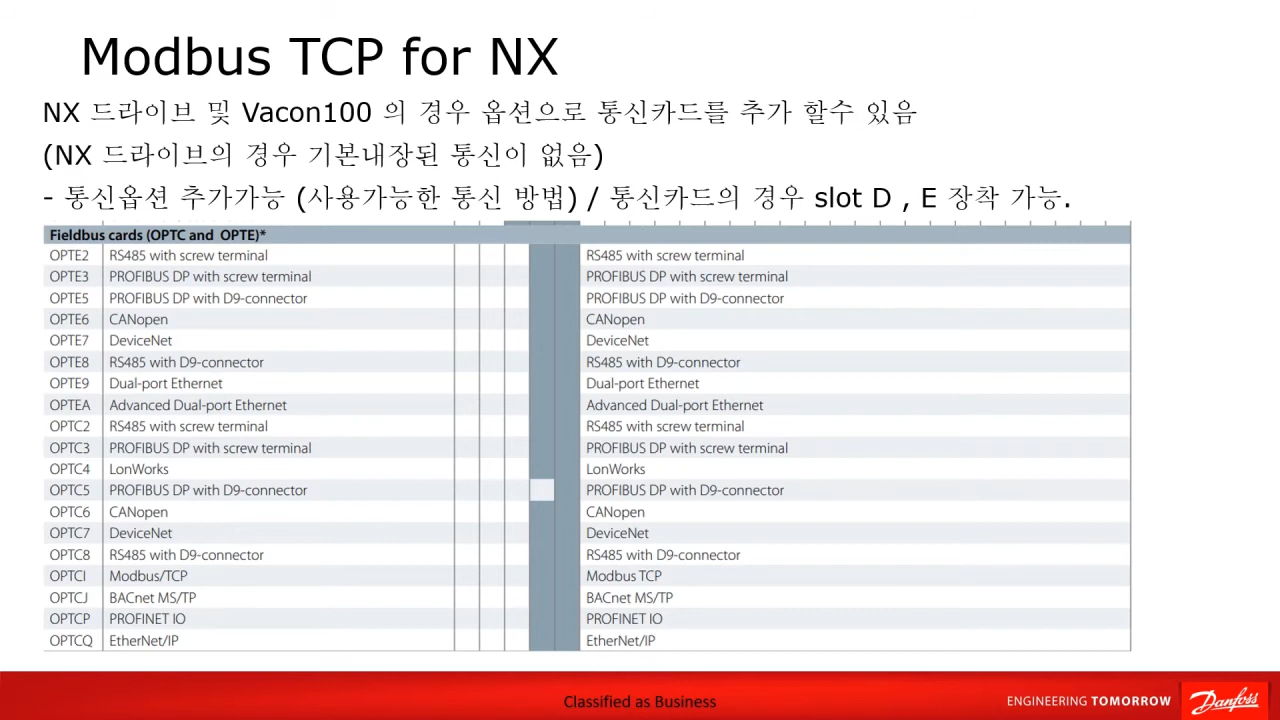 Modbus TCP for NX
NX 드라이브 및 Vacon100 의 경우 옵션으로 통신카드를 추가 할수 있음
(NX 드라이브의 경우 기본내장된 통신이 없음)
- 통신옵션 추가가능 (사용가능한 통신 방법) / 통신카드의 경우 slot D , E 장착 가능.
Fieldbus cards (OPTC and OPTE)*
OPTE2 RS485 with screw terminal RS485 with screw terminal
OPTE3 PROFIBUS DP with screw terminal PROFIBUS DP with screw terminal
OPTE5 PROFIBUS DP with D9-connector PROFIBUS DP with D9-connector
OPTE6 CANopen CANopen
OPTE7 DeviceNet DeviceNet
OPTE8 RS485 with D9-connector RS485 with D9-connector
OPTE9 Dual-port Ethernet Dual-port Ethernet
OPTEA Advanced Dual-port Ethernet Advanced Dual-port Ethernet
OPTC2 RS485 with screw terminal RS485 with screw terminal
OPTC3 PROFIBUS DP with screw terminal PROFIBUS DP with screw terminal
OPTC4 LonWorks LonWorks
OPTC5 PROFIBUS DP with D9-connector PROFIBUS DP with D9-connector
OPTC6 CANopen CANopen
OPTC7 DeviceNet DeviceNet
OPTC8 RS485 with D9-connector RS485 with D9-connector
OPTCI Modbus/TCP Modbus TCP
OPTCJ BACnet MS/TP BACnet MS/TP
OPTCP PROFINET IO PROFINET IO
OPTCQ EtherNet/IP EtherNet/IP
Classified as Business
ENGINEERING TOMORROW
Danfoss